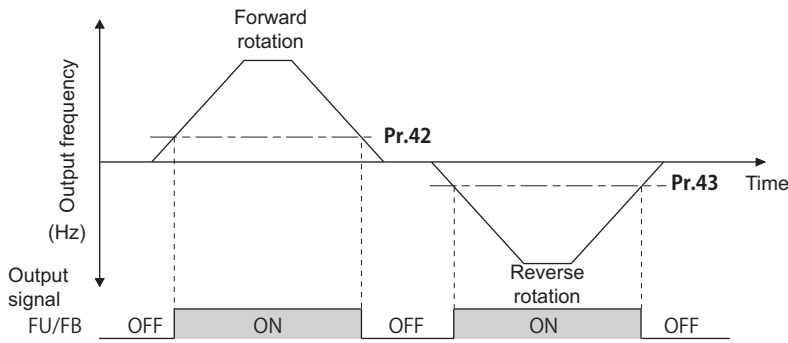 Forward
rotation
Output frequency
(Hz)
Pr.42
Time
Pr.43
Reverse
rotation
Output
signal
FU/FB OFF ON OFF ON OFF